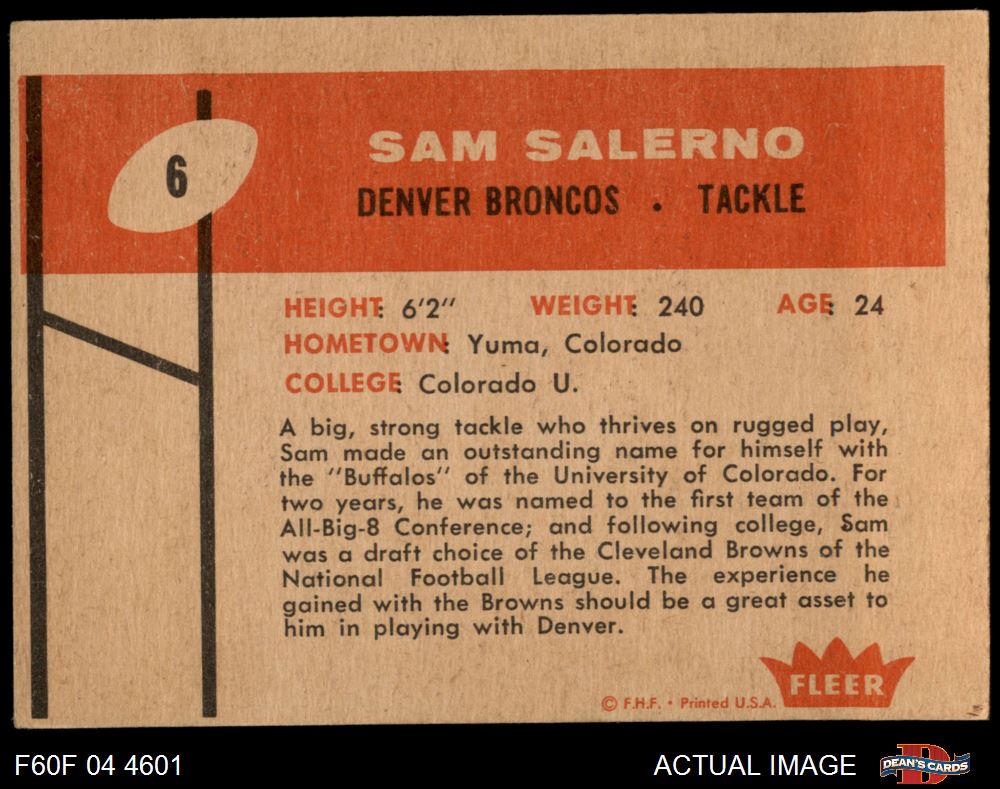 6
SAM SALERNO
DENVER BRONCOS . TACKLE
HEIGHT: 6'2" WEIGHT: 240 AGE: 24
HOMETOWN: Yuma, Colorado
COLLEGE: Colorado U.
A big, strong tackle who thrives on rugged play,
Sam made an outstanding name for himself with
the "Buffalos" of the University of Colorado. For
two years, he was named to the first team of the
All-Big-8 Conference; and following college, Sam
was a draft choice of the Cleveland Browns of the
National Football League. The experience he
gained with the Browns should be a great asset to
him in playing with Denver.
FLEER
© F.H.F. • Printed U.S.A.
F60F 04 4601 ACTUAL IMAGE DEAN'S CARDS